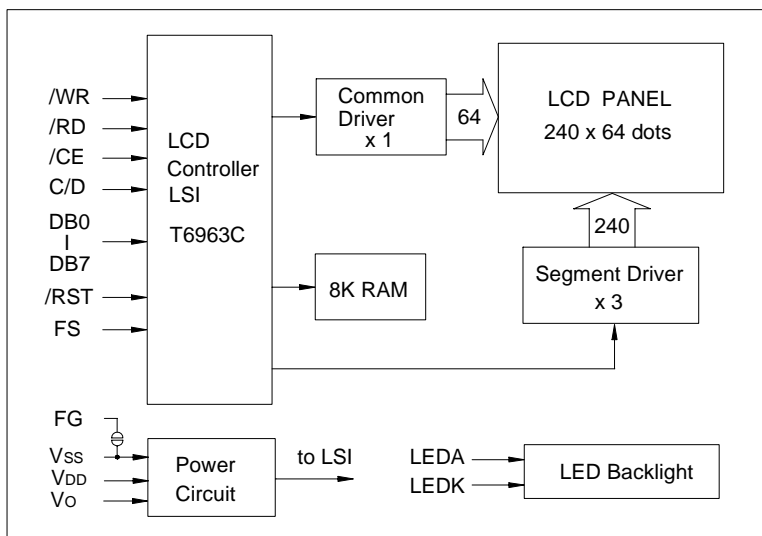 /WR
/RD
/CE
C/D
DB0
DB7
/RST
FS
LCD
Controller
LSI
T6963C
Common
Driver
x 1
64
LCD PANEL
240 x 64 dots
240
8K RAM
Segment Driver
x 3
FG
VSS
VDD
VO
Power
Circuit
to LSI
LEDA
LEDK
LED Backlight